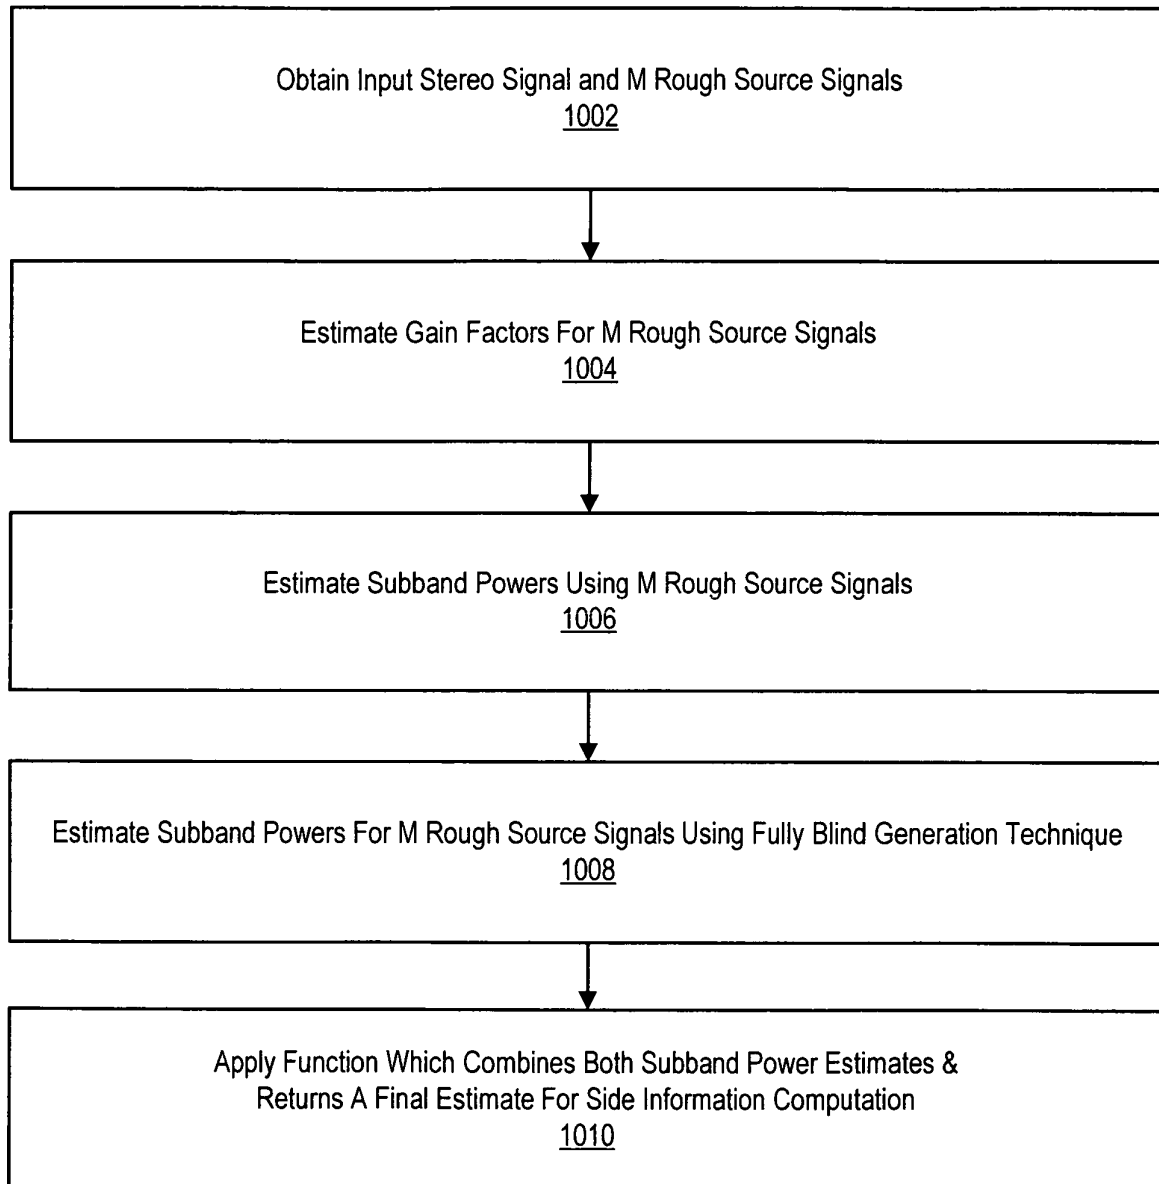 Obtain Input Stereo Signal and M Rough Source Signals
1002
Estimate Gain Factors For M Rough Source Signals
1004
Estimate Subband Powers Using M Rough Source Signals
1006
Estimate Subband Powers For M Rough Source Signals Using Fully Blind Generation Technique
1008
Apply Function Which Combines Both Subband Power Estimates &
Returns A Final Estimate For Side Information Computation
1010